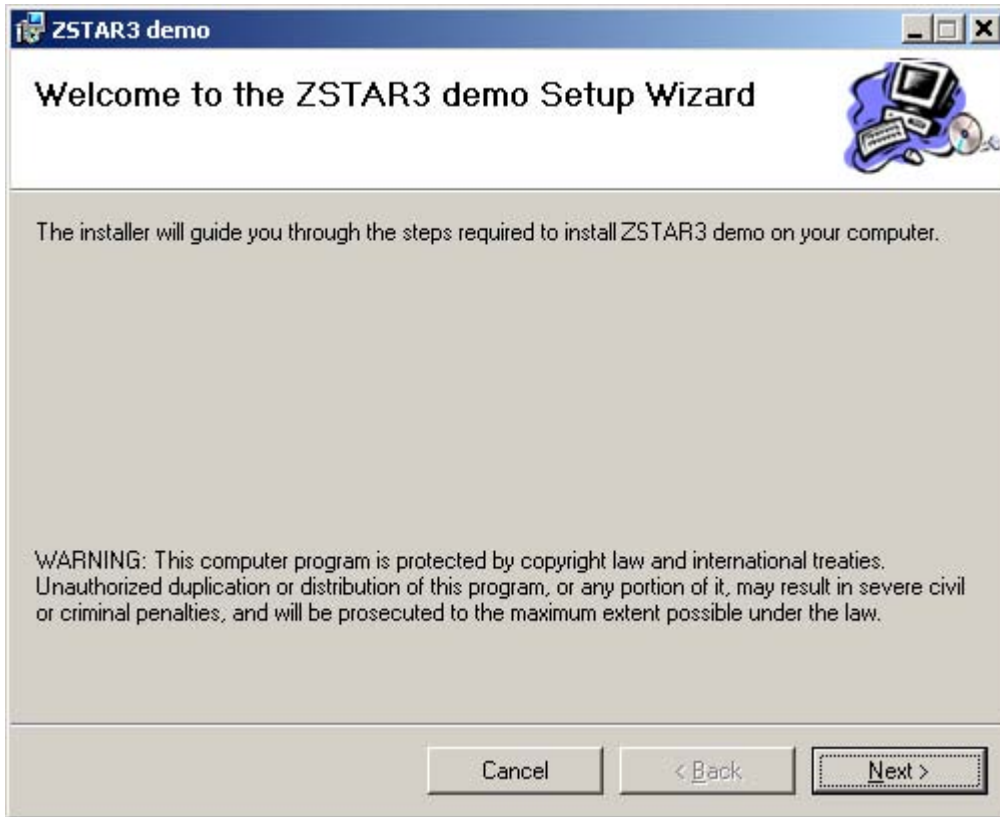 ZSTAR3 demo
Welcome to the ZSTAR3 demo Setup Wizard
The installer will guide you through the steps required to install ZSTAR3 demo on your computer.
WARNING: This computer program is protected by copyright law and international treaties.
Unauthorized duplication or distribution of this program, or any portion of it, may result in severe civil
or criminal penalties, and will be prosecuted to the maximum extent possible under the law.
Cancel < Back Next >